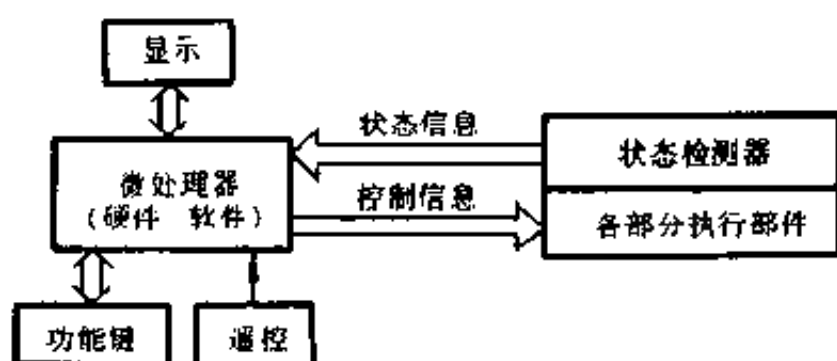 显示
状态信息
状态检测器
微处理器
(硬件 软件)
控制信息
各部分执行部件
功能键
遥控